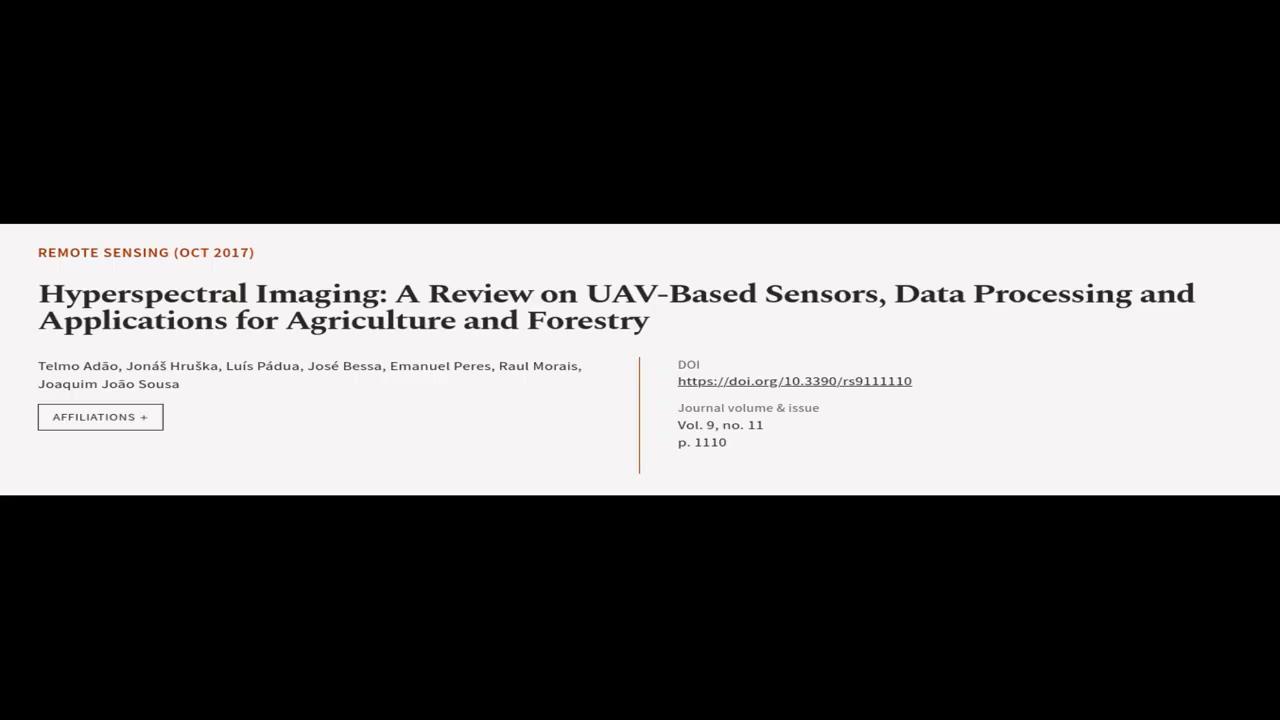 REMOTE SENSING (OCT 2017)
Hyperspectral Imaging: A Review on UAV-Based Sensors, Data Processing and
Applications for Agriculture and Forestry
Telmo Adão, Jonáš Hruška, Luís Pádua, José Bessa, Emanuel Peres, Raul Morais,
Joaquim João Sousa
AFFILIATIONS +
DOI
https://doi.org/10.3390/rs9111110
Journal volume & issue
Vol. 9, no. 11
p. 1110